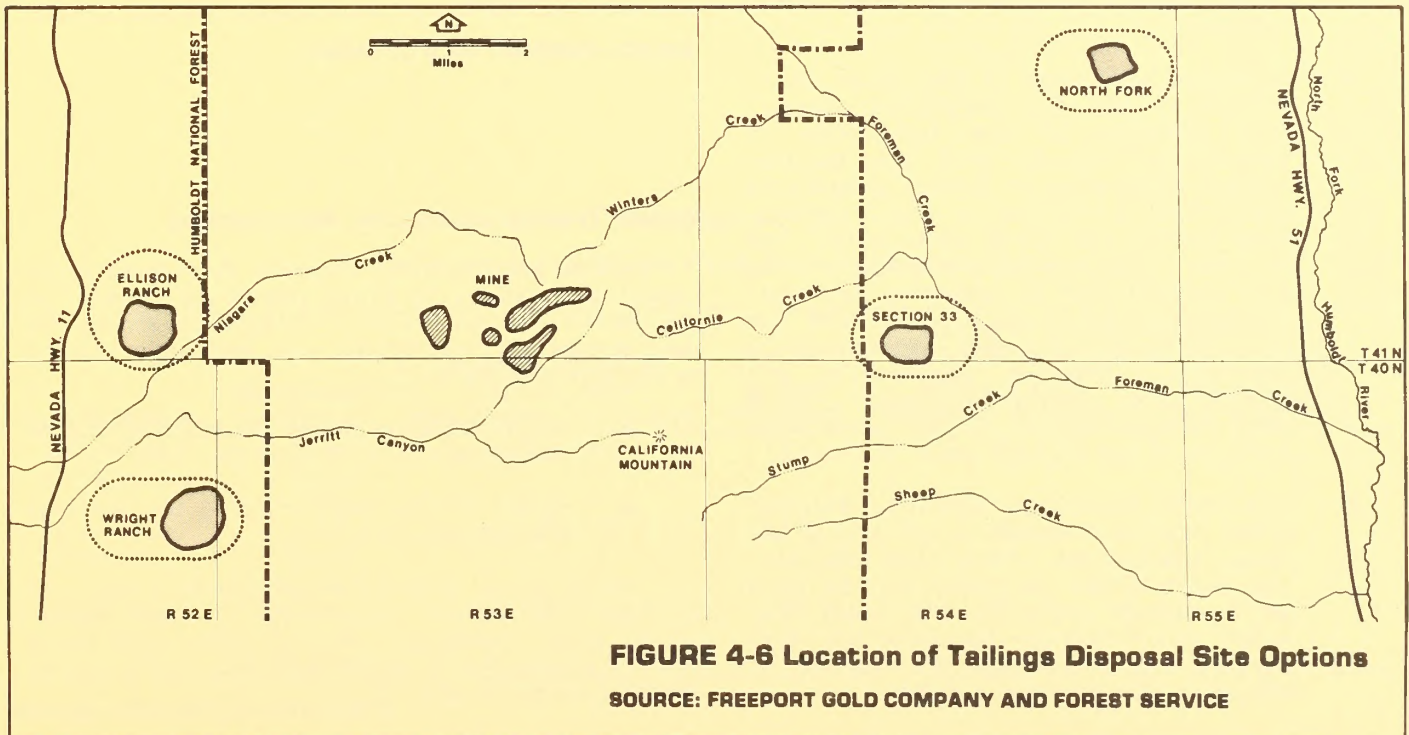 N
0 1 2
Miles
HUMBOLDT NATIONAL FOREST
NORTH FORK
Creek
Foreman
Creek
Winters
North
Fork
Humboldt
River
NEVADA HWY. 51
ELLISON
RANCH
Niagara
Creek
MINE
California
Creek
SECTION 33
NEVADA HWY 11
T 41 N
T 40 N
Foreman
Creek
Jerritt
Canyon
CALIFORNIA
MOUNTAIN
Stump
Creek
Sheep
Creek
WRIGHT
RANCH
R 52 E
R 53 E
R 54 E
R 55 E
FIGURE 4-6 Location of Tailings Disposal Site Options
SOURCE: FREEPORT GOLD COMPANY AND FOREST SERVICE